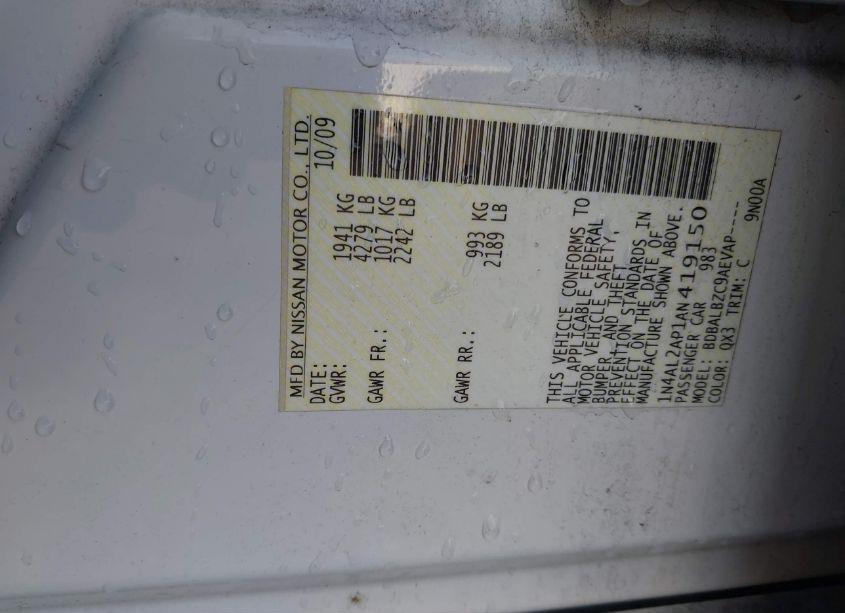 MFD BY NISSAN MOTOR CO., LTD.
DATE: 10/09
GVWR: 1941 KG
4279 LB
GAWR FR.: 1017 KG
2242 LB
GAWR RR.: 993 KG
2189 LB
THIS VEHICLE CONFORMS TO
ALL APPLICABLE FEDERAL
MOTOR VEHICLE SAFETY,
BUMPER, AND THEFT
PREVENTION STANDARDS IN
EFFECT ON THE DATE OF
MANUFACTURE SHOWN ABOVE.
1N4AL2AP1AN419150
PASSENGER CAR 983
MODEL: BDBALBZC9AEVAP----
COLOR: QX3 TRIM: C 9N00A